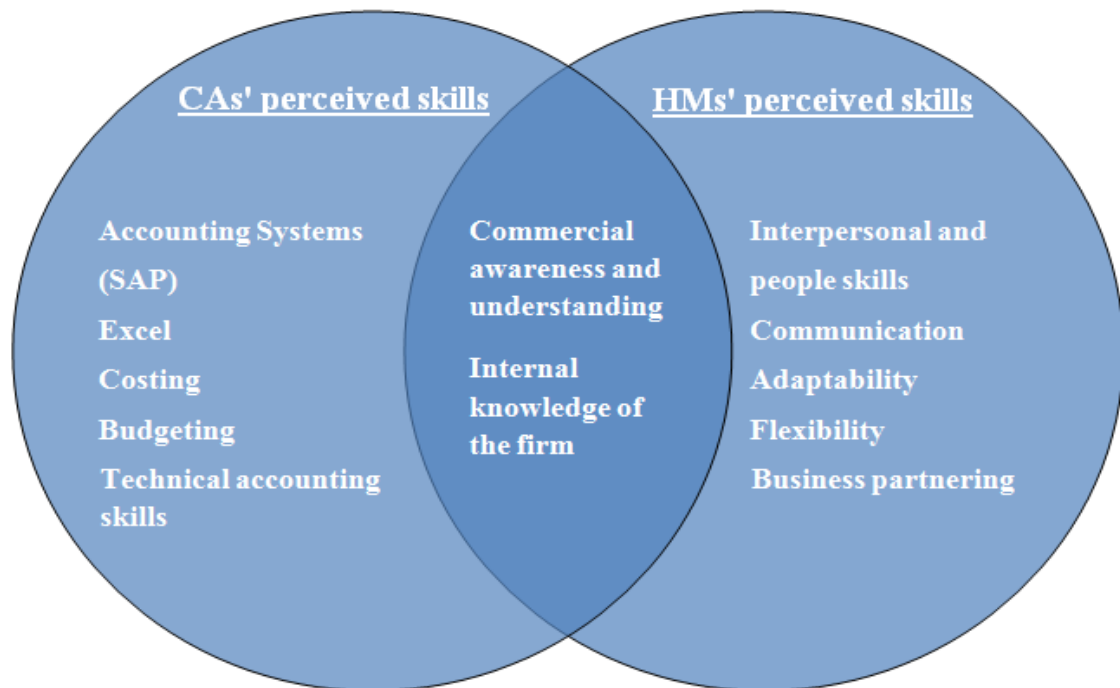 CAs' perceived skills
Accounting Systems
(SAP)
Excel
Costing
Budgeting
Technical accounting
skills
Commercial
awareness and
understanding
Internal
knowledge of
the firm
HMs' perceived skills
Interpersonal and
people skills
Communication
Adaptability
Flexibility
Business partnering